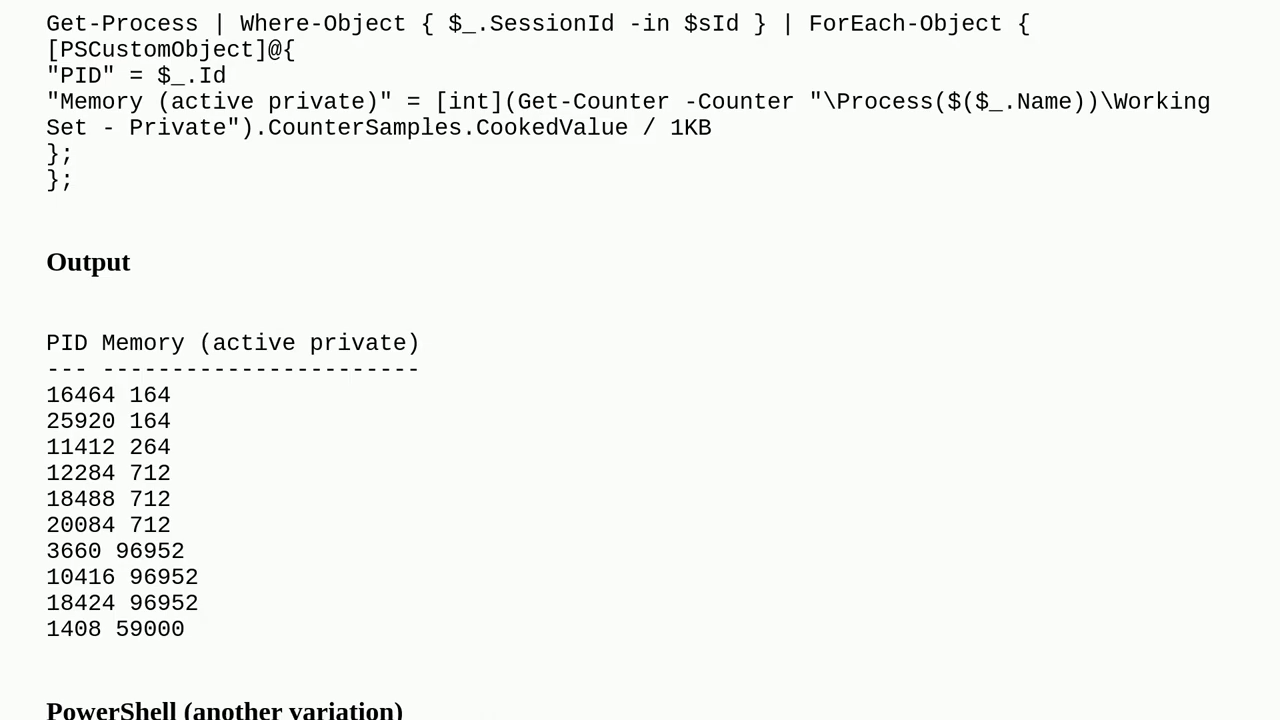 Get-Process | Where-Object { $_.SessionId -in $sId } | ForEach-Object {
[PSCustomObject]@{
"PID" = $_.Id
"Memory (active private)" = [int](Get-Counter -Counter "\Process($($_.Name))\Working
Set - Private").CounterSamples.CookedValue / 1KB
};
};
Output
PID Memory (active private)
--- -----------------------
16464 164
25920 164
11412 264
12284 712
18488 712
20084 712
3660 96952
10416 96952
18424 96952
1408 59000
PowerShell (another variation)